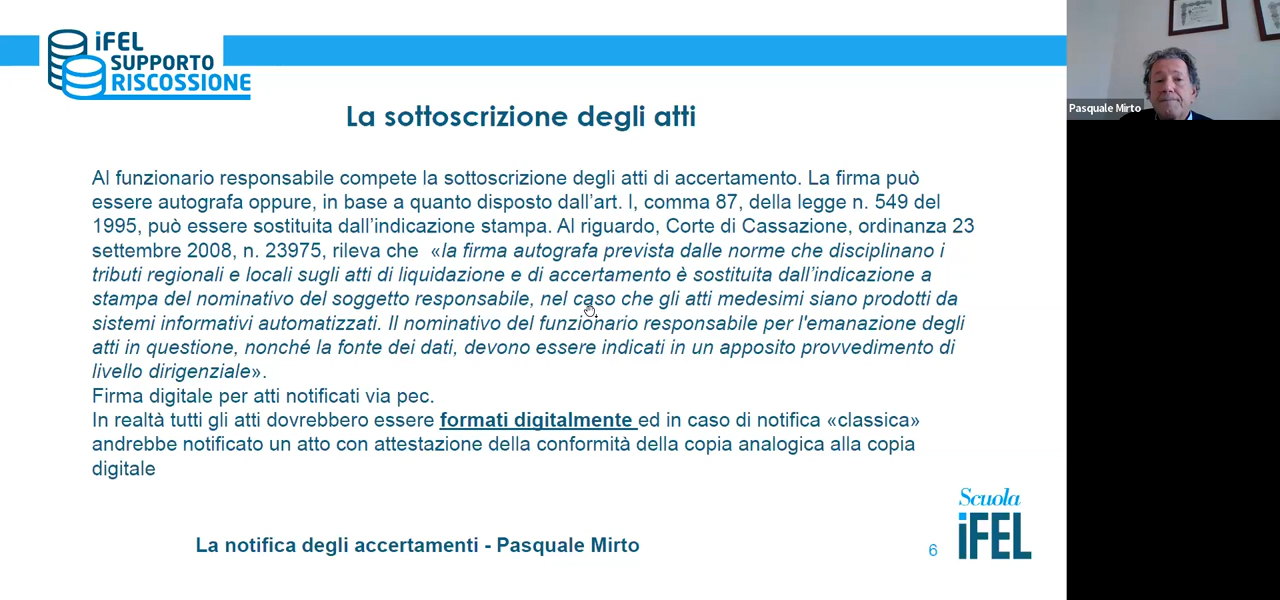 iFEL
SUPPORTO
RISCOSSIONE
La sottoscrizione degli atti
Al funzionario responsabile compete la sottoscrizione degli atti di accertamento. La firma può
essere autografa oppure, in base a quanto disposto dall'art. I, comma 87, della legge n. 549 del
1995, può essere sostituita dall'indicazione stampa. Al riguardo, Corte di Cassazione, ordinanza 23
settembre 2008, n. 23975, rileva che «la firma autografa prevista dalle norme che disciplinano i
tributi regionali e locali sugli atti di liquidazione e di accertamento è sostituita dall'indicazione a
stampa del nominativo del soggetto responsabile, nel caso che gli atti medesimi siano prodotti da
sistemi informativi automatizzati. Il nominativo del funzionario responsabile per l'emanazione degli
atti in questione, nonché la fonte dei dati, devono essere indicati in un apposito provvedimento di
livello dirigenziale».
Firma digitale per atti notificati via pec.
In realtà tutti gli atti dovrebbero essere formati digitalmente ed in caso di notifica «classica»
andrebbe notificato un atto con attestazione della conformità della copia analogica alla copia
digitale
La notifica degli accertamenti - Pasquale Mirto
6
Scuola
iFEL
Pasquale Mirto